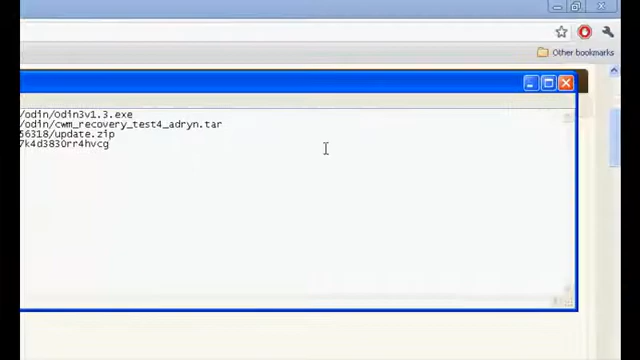 Other bookmarks
/odin/odin3v1.3.exe
/odin/cwm_recovery_test4_adryn.tar
56318/update.zip
7k4d3830rr4hvcg